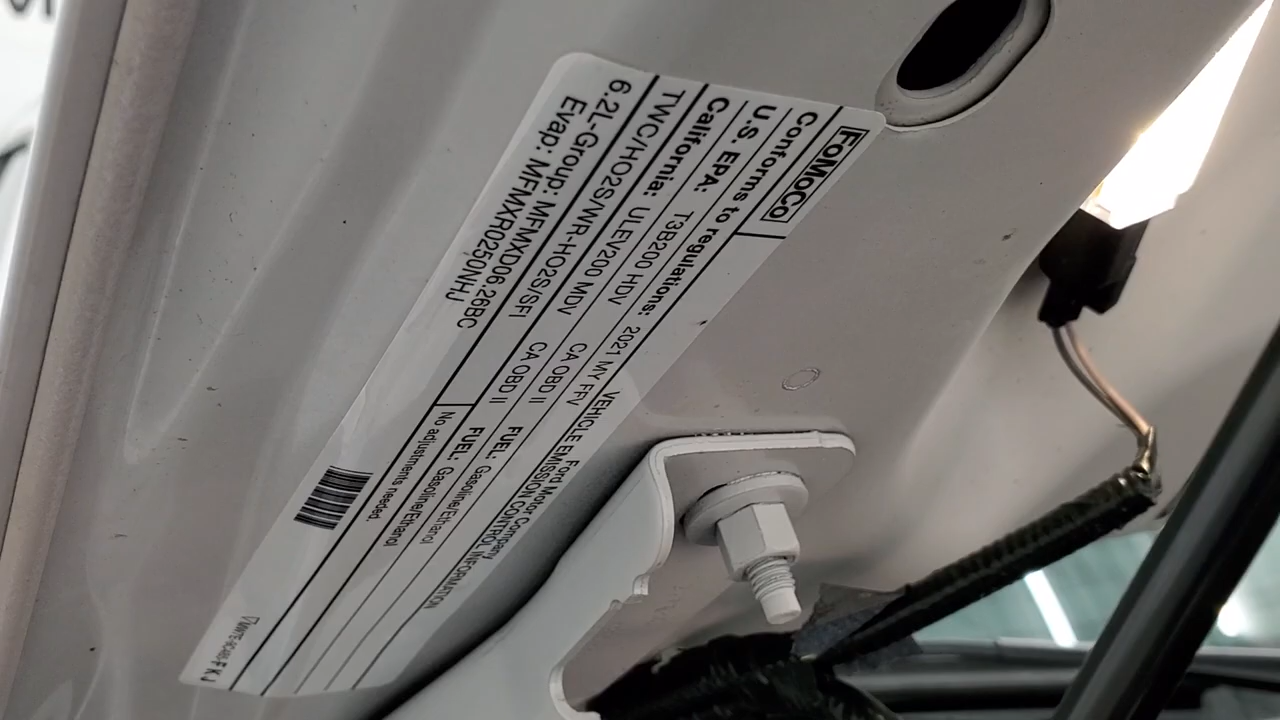 FoMoCo
Ford Motor Company
VEHICLE EMISSION CONTROL INFORMATION
Conforms to regulations: 2021 MY FFV
U.S. EPA: T3B200 HDV CA OBD II FUEL: Gasoline/Ethanol
California: ULEV200 MDV CA OBD II FUEL: Gasoline/Ethanol
TWC/HO2S/WR-HO2S/SFI No adjustments needed.
6.2L-Group: MFMXD06.26BC
Evap: MFMXR0250NHJ
FKJ